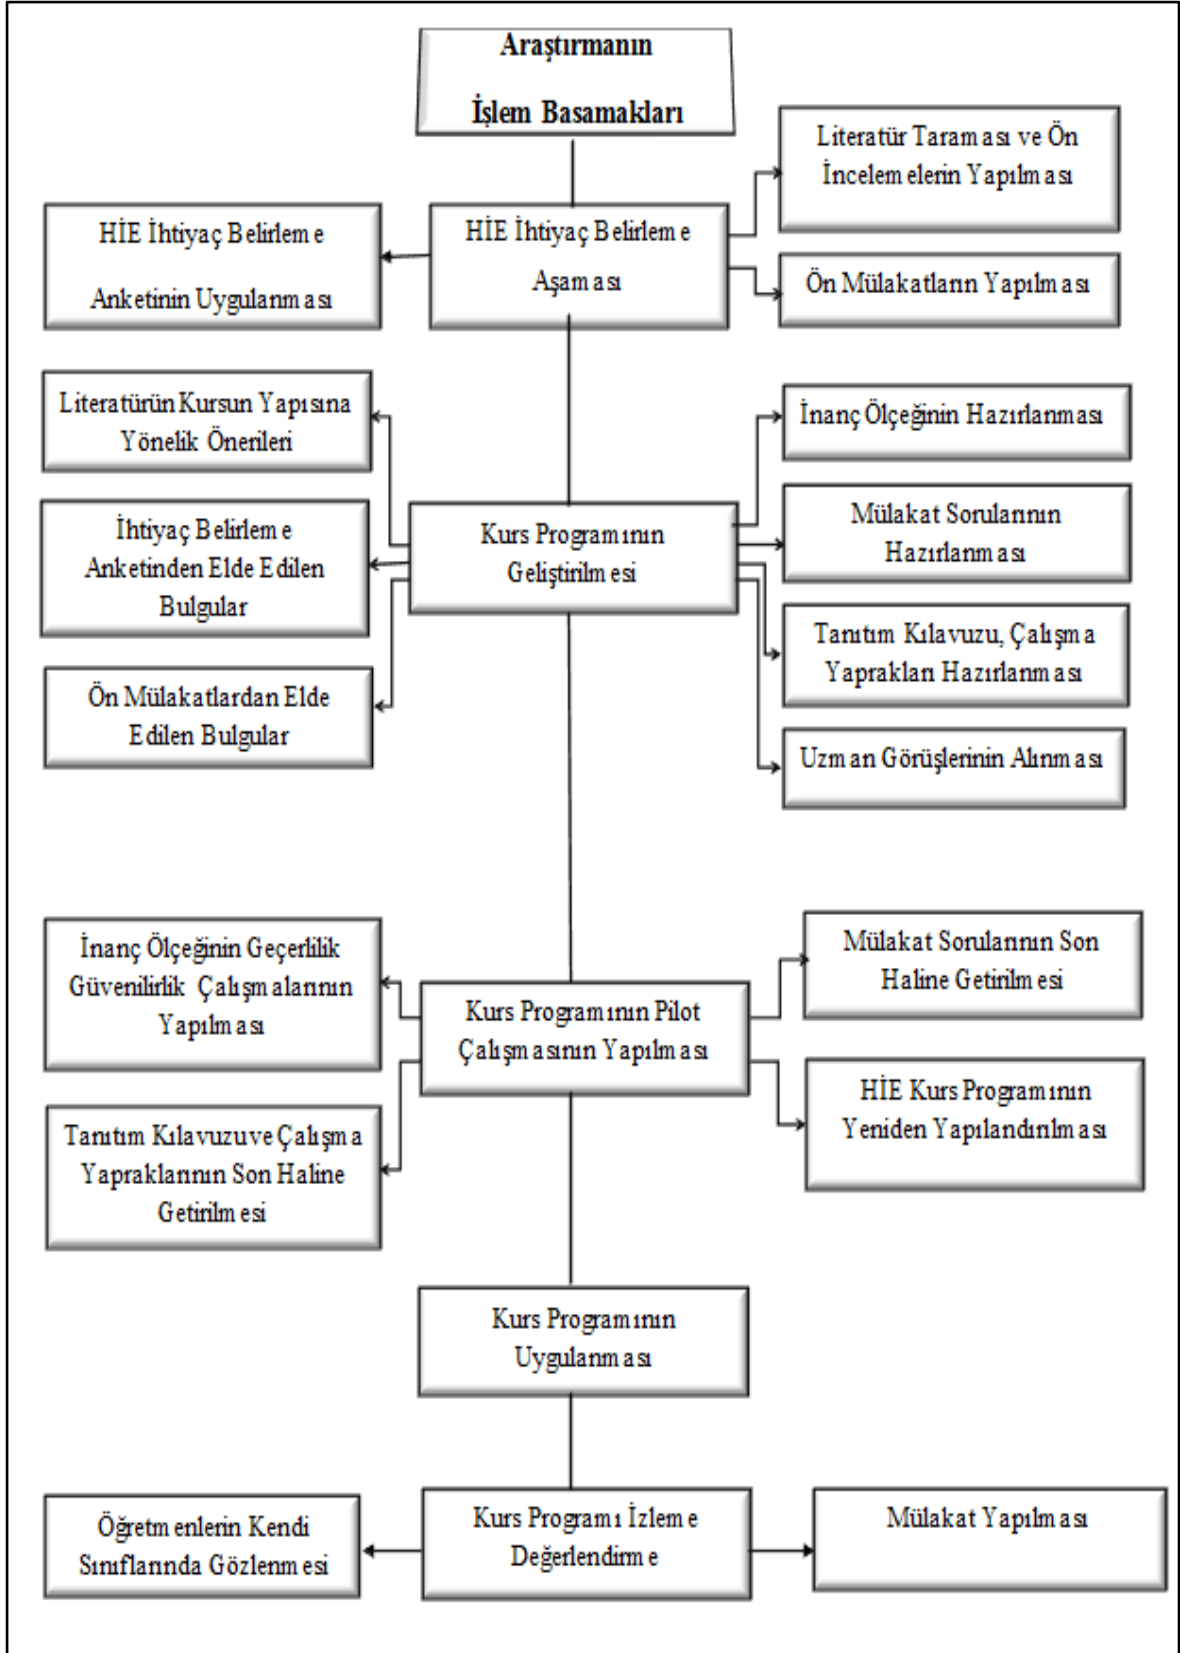 Araştırmanın
İşlem Basamakları
Literatür Taraması ve Ön
İncelemelerin Yapılması
HİE İhtiyaç Belirleme
Anketinin Uygulanması
HİE İhtiyaç Belirleme
Aşaması
Ön Mülakatların Yapılması
Literatürün Kursun Yapısına
Yönelik Önerileri
İnanç Ölçeğinin Hazırlanması
İhtiyaç Belirleme
Anketinden Elde Edilen
Bulgular
Kurs Programının
Geliştirilmesi
Mülakat Sorularının
Hazırlanması
Tanıtım Kılavuzu, Çalışma
Yaprakları Hazırlanması
Ön Mülakatlardan Elde
Edilen Bulgular
Uzman Görüşlerinin Alınması
İnanç Ölçeğinin Geçerlilik
Güvenilirlik Çalışmalarının
Yapılması
Kurs Programının Pilot
Çalışmasının Yapılması
Mülakat Sorularının Son
Haline Getirilmesi
HİE Kurs Programının
Yeniden Yapılandırılması
Tanıtım Kılavuzuve Çalışma
Yapraklarının Son Haline
Getirilmesi
Kurs Programının
Uygulanması
Öğretmenlerin Kendi
Sınıflarında Gözlenmesi
Kurs Programı İzleme
Değerlendirme
Mülakat Yapılması